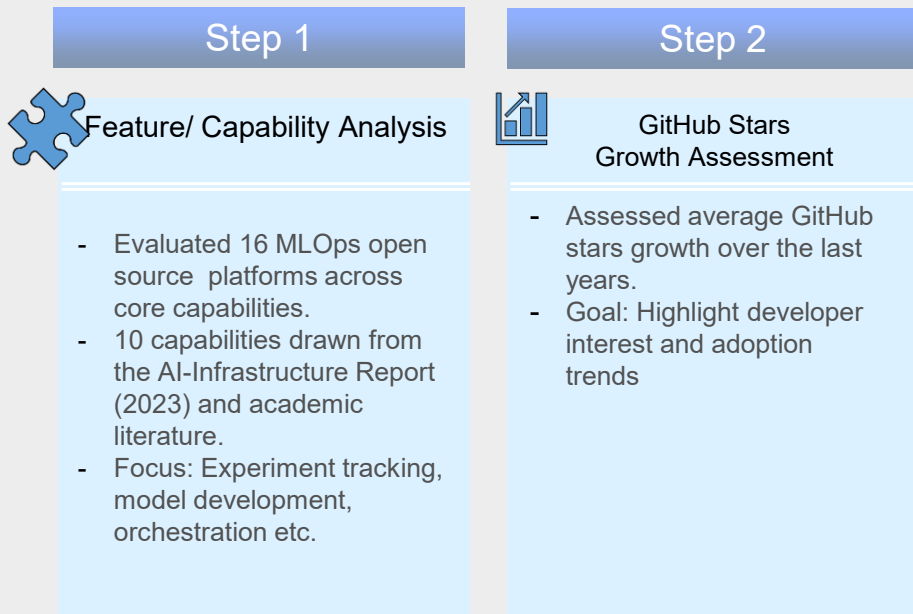 Step 1
Feature/ Capability Analysis
- Evaluated 16 MLOps open
source platforms across
core capabilities.
- 10 capabilities drawn from
the AI-Infrastructure Report
(2023) and academic
literature.
- Focus: Experiment tracking,
model development,
orchestration etc.
Step 2
GitHub Stars
Growth Assessment
- Assessed average GitHub
stars growth over the last
years.
- Goal: Highlight developer
interest and adoption
trends